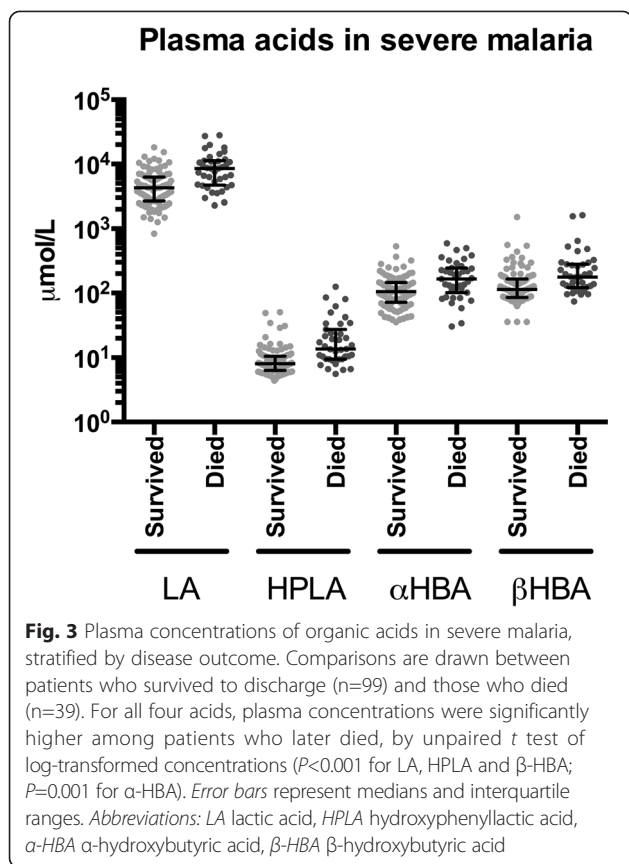 Plasma acids in severe malaria
10⁵
10⁴
10³
10²
10¹
10⁰
μmol/L
Survived
Died
Survived
Died
Survived
Died
Survived
Died
LA
HPLA
αHBA
βHBA
Fig. 3 Plasma concentrations of organic acids in severe malaria,
stratified by disease outcome. Comparisons are drawn between
patients who survived to discharge (n=99) and those who died
(n=39). For all four acids, plasma concentrations were significantly
higher among patients who later died, by unpaired t test of
log-transformed concentrations (P<0.001 for LA, HPLA and β-HBA;
P=0.001 for α-HBA). Error bars represent medians and interquartile
ranges. Abbreviations: LA lactic acid, HPLA hydroxyphenyllactic acid,
α-HBA α-hydroxybutyric acid, β-HBA β-hydroxybutyric acid